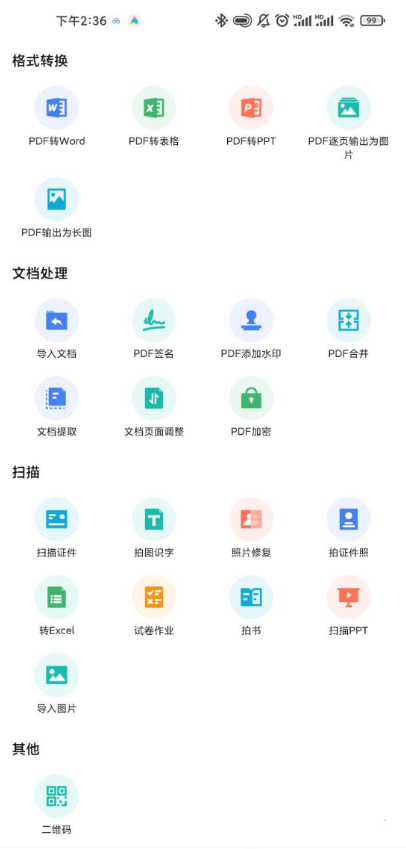 下午2:36 HD HD 99
格式转换
PDF转Word PDF转表格 PDF转PPT PDF逐页输出为图
片
PDF输出为长图
文档处理
导入文档 PDF签名 PDF添加水印 PDF合并
文档提取 文档页面调整 PDF加密
扫描
扫描证件 拍图识字 照片修复 拍证件照
转Excel 试卷作业 拍书 扫描PPT
导入图片
其他
二维码